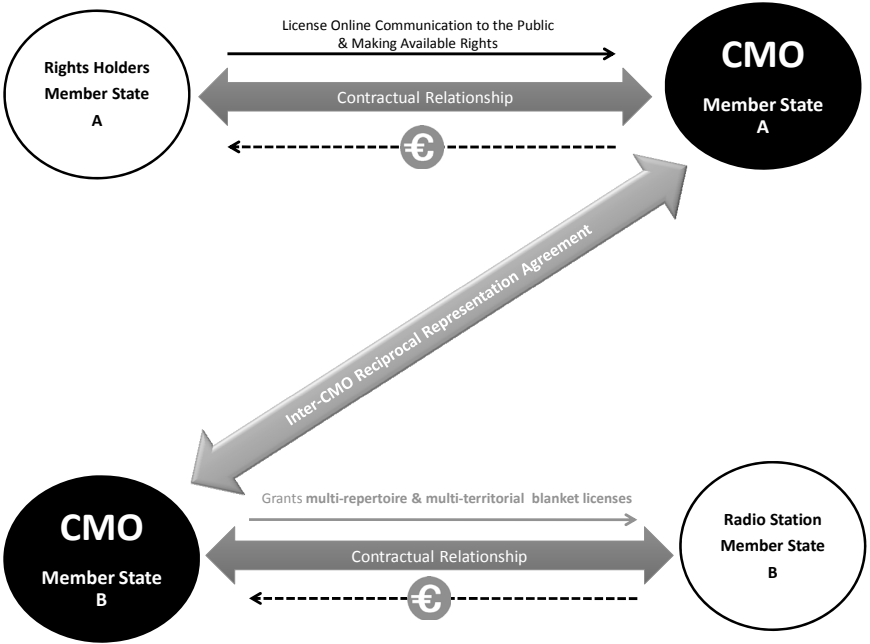 License Online Communication to the Public
& Making Available Rights
Rights Holders
Member State
A
Contractual Relationship
€
CMO
Member State
A
Inter-CMO Reciprocal Representation Agreement
CMO
Member State
B
Grants multi-repertoire & multi-territorial blanket licenses
Contractual Relationship
€
Radio Station
Member State
B